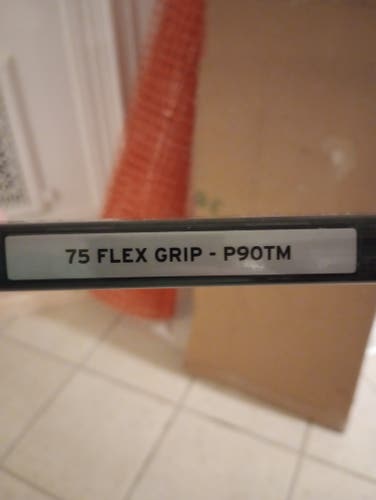 75 FLEX GRIP - P90TM